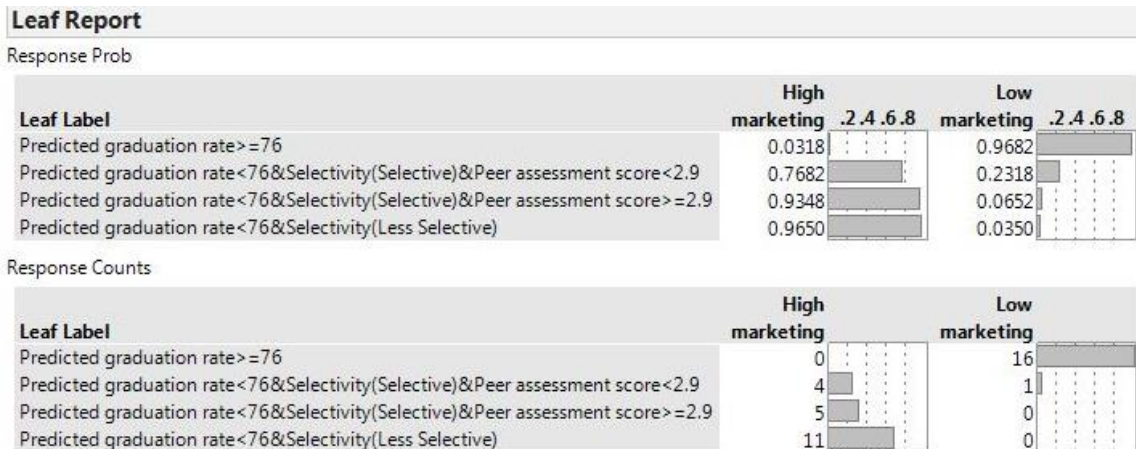 Leaf Report
Response Prob
High Low
Leaf Label marketing .2.4.6.8 marketing .2.4.6.8
Predicted graduation rate>=76 0.0318 0.9682
Predicted graduation rate<76&Selectivity(Selective)&Peer assessment score<2.9 0.7682 0.2318
Predicted graduation rate<76&Selectivity(Selective)&Peer assessment score>=2.9 0.9348 0.0652
Predicted graduation rate<76&Selectivity(Less Selective) 0.9650 0.0350
Response Counts
High Low
Leaf Label marketing marketing
Predicted graduation rate>=76 0 16
Predicted graduation rate<76&Selectivity(Selective)&Peer assessment score<2.9 4 1
Predicted graduation rate<76&Selectivity(Selective)&Peer assessment score>=2.9 5 0
Predicted graduation rate<76&Selectivity(Less Selective) 11 0